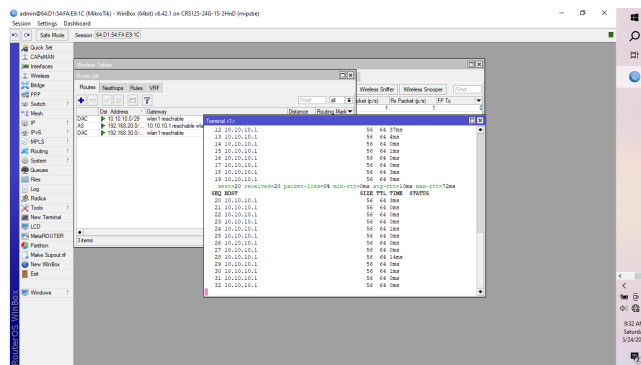 admin@64:D1:54:FA:E9:1C (MikroTik) - WinBox (64bit) v6.42.1 on CRS125-24G-1S-2HnD (mipsbe)
Session Settings Dashboard
Safe Mode Session: 64:D1:54:FA:E9:1C
Quick Set
CAPsMAN
Interfaces
Wireless
Bridge
PPP
Switch
Mesh
IP
IPv6
MPLS
Routing
System
Queues
Files
Log
Radius
Tools
New Terminal
LCD
MetaROUTER
Partition
Make Supout.rif
New WinBox
Exit
Windows
RouterOS WinBox
Wireless Tables
Wireless Sniffer Wireless Snooper Find
Rx Packet (p/s) FP Tx
1 1
Route List
Routes Nexthops Rules VRF
Find all
Dst. Address Gateway Distance Routing Mark
DAC 10.10.10.0/29 wlan1 reachable
AS 192.168.20.0/... 10.10.10.1 reachable
DAC 192.168.30.0/... wlan1 reachable
3 items
Terminal <1>
12 10.10.10.1 56 64 37ms
13 10.10.10.1 56 64 4ms
14 10.10.10.1 56 64 0ms
15 10.10.10.1 56 64 1ms
16 10.10.10.1 56 64 0ms
17 10.10.10.1 56 64 0ms
18 10.10.10.1 56 64 3ms
19 10.10.10.1 56 64 8ms
sent=20 received=20 packet-loss=0% min-rtt=0ms avg-rtt=10ms max-rtt=72ms
SEQ HOST SIZE TTL TIME STATUS
20 10.10.10.1 56 64 3ms
21 10.10.10.1 56 64 0ms
22 10.10.10.1 56 64 0ms
23 10.10.10.1 56 64 0ms
24 10.10.10.1 56 64 1ms
25 10.10.10.1 56 64 0ms
26 10.10.10.1 56 64 0ms
27 10.10.10.1 56 64 0ms
28 10.10.10.1 56 64 14ms
29 10.10.10.1 56 64 0ms
30 10.10.10.1 56 64 1ms
31 10.10.10.1 56 64 0ms
32 10.10.10.1 56 64 0ms
9:32 AM
5/24/20